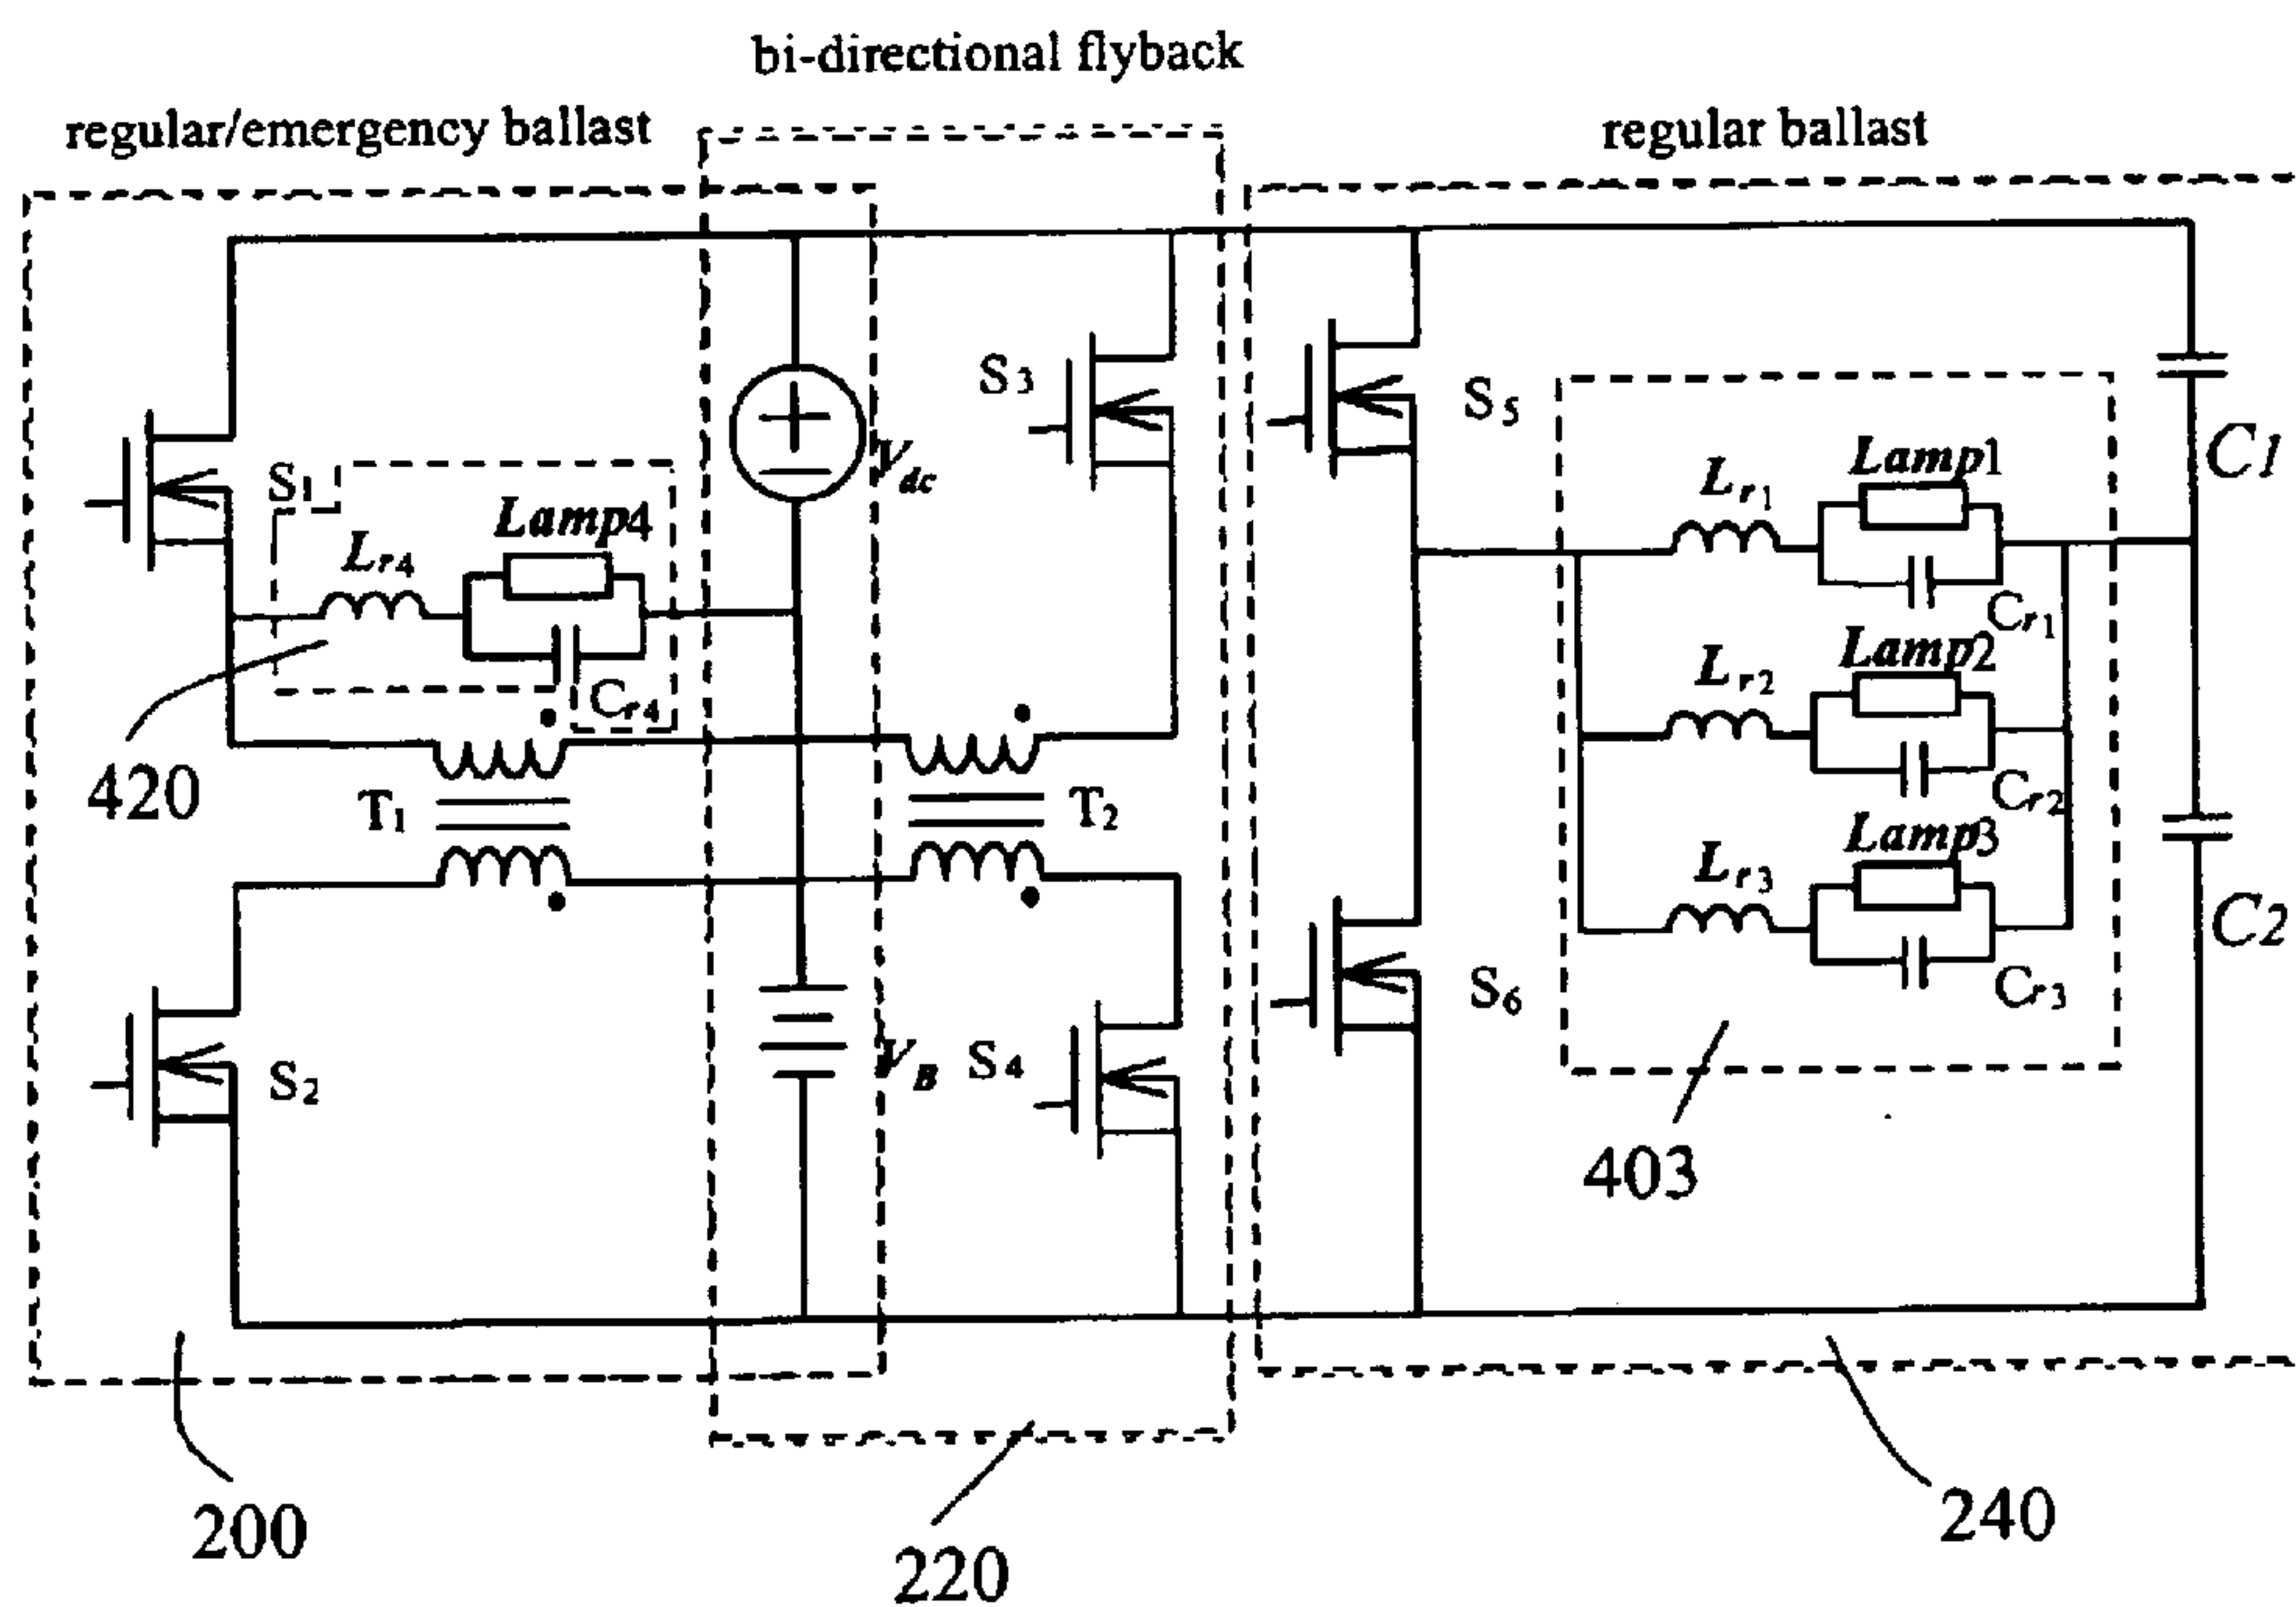 bi-directional flyback
regular/emergency ballast
regular ballast
S1
Lr4
Lamp4
Cr4
420
T1
S2
Vdc
S3
T2
VB
S4
S5
S6
Lr1
Lamp1
Cr1
Lr2
Lamp2
Cr2
Lr3
Lamp3
Cr3
403
C1
C2
200
220
240